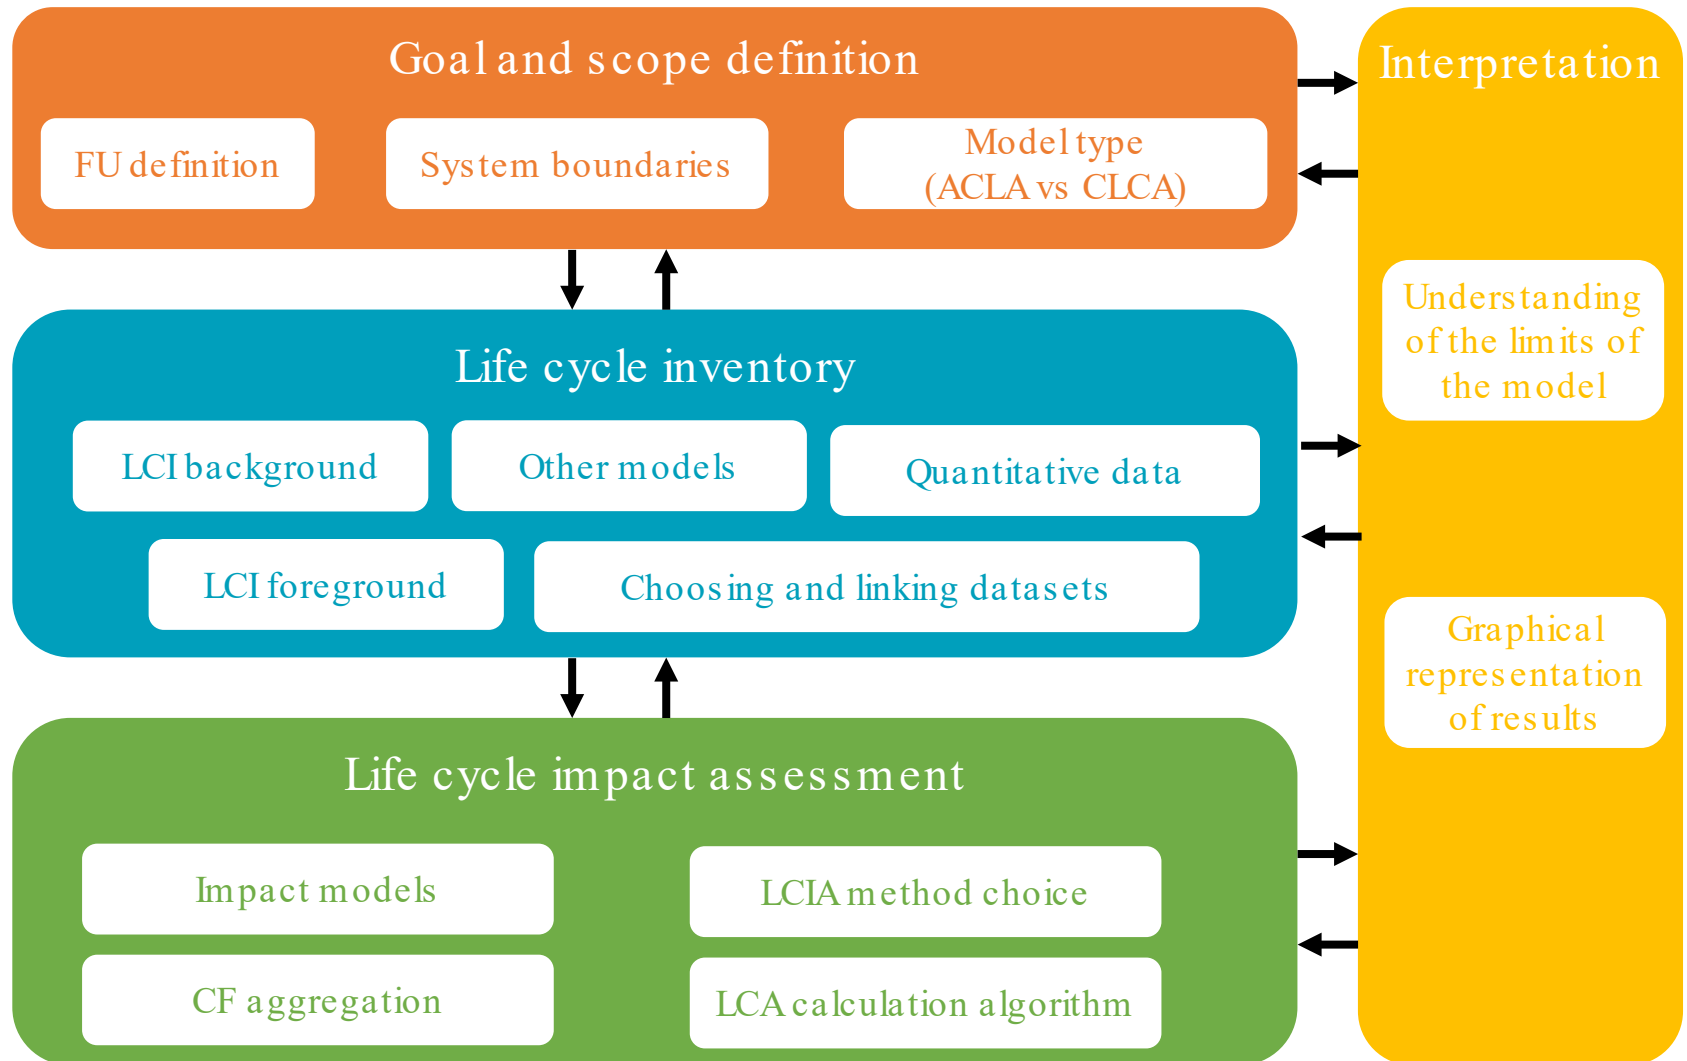 Goal and scope definition
FU definition
System boundaries
Model type
(ACLA vs CLCA)
Life cycle inventory
LCI background
Other models
Quantitative data
LCI foreground
Choosing and linking datasets
Life cycle impact assessment
Impact models
LCIA method choice
CF aggregation
LCA calculation algorithm
Interpretation
Understanding
of the limits of
the model
Graphical
representation
of results